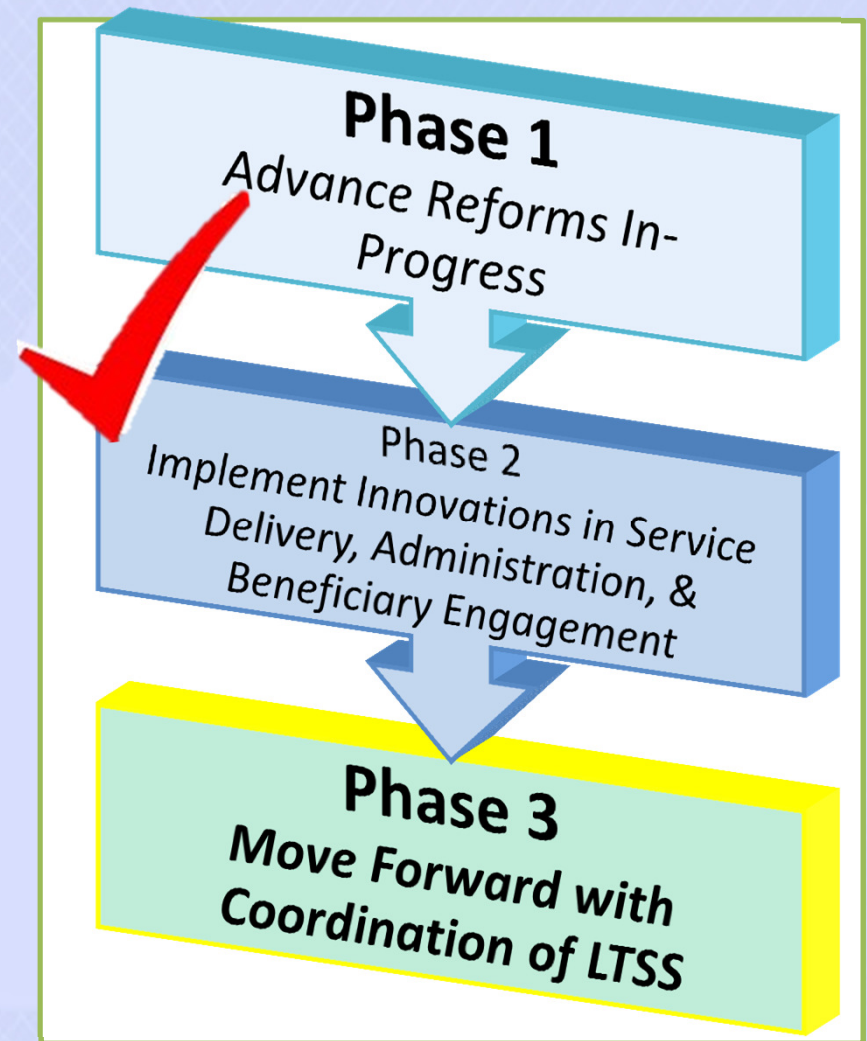 Phase 1
Advance Reforms In-
Progress
Phase 2
Implement Innovations in Service
Delivery, Administration, &
Beneficiary Engagement
Phase 3
Move Forward with
Coordination of LTSS